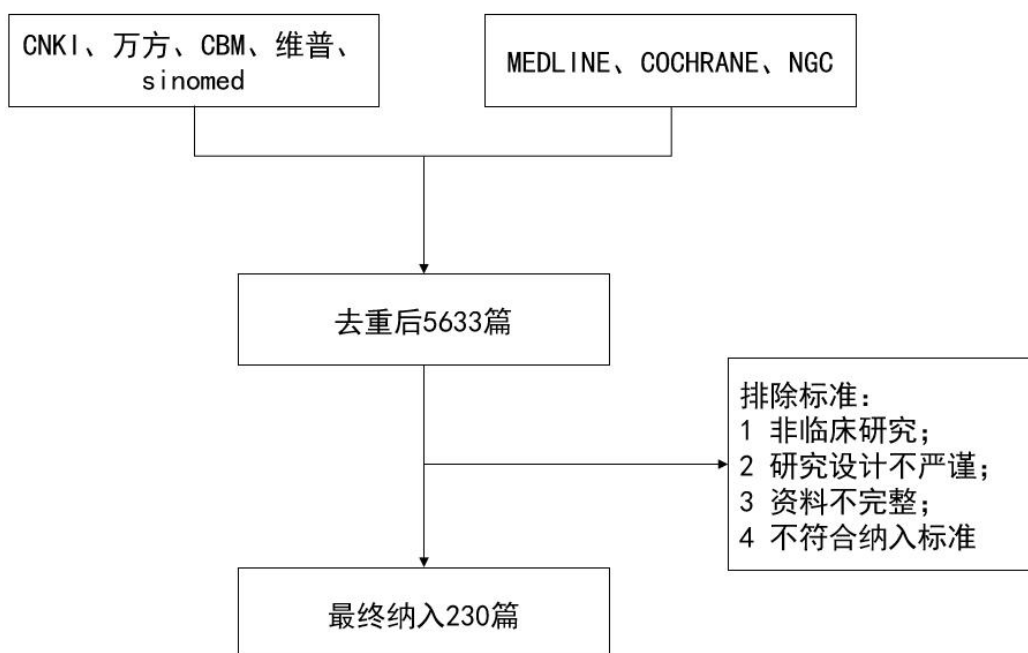 CNKI、万方、CBM、维普、
sinomed
MEDLINE、COCHRANE、NGC
去重后5633篇
排除标准：
1 非临床研究；
2 研究设计不严谨；
3 资料不完整；
4 不符合纳入标准
最终纳入230篇